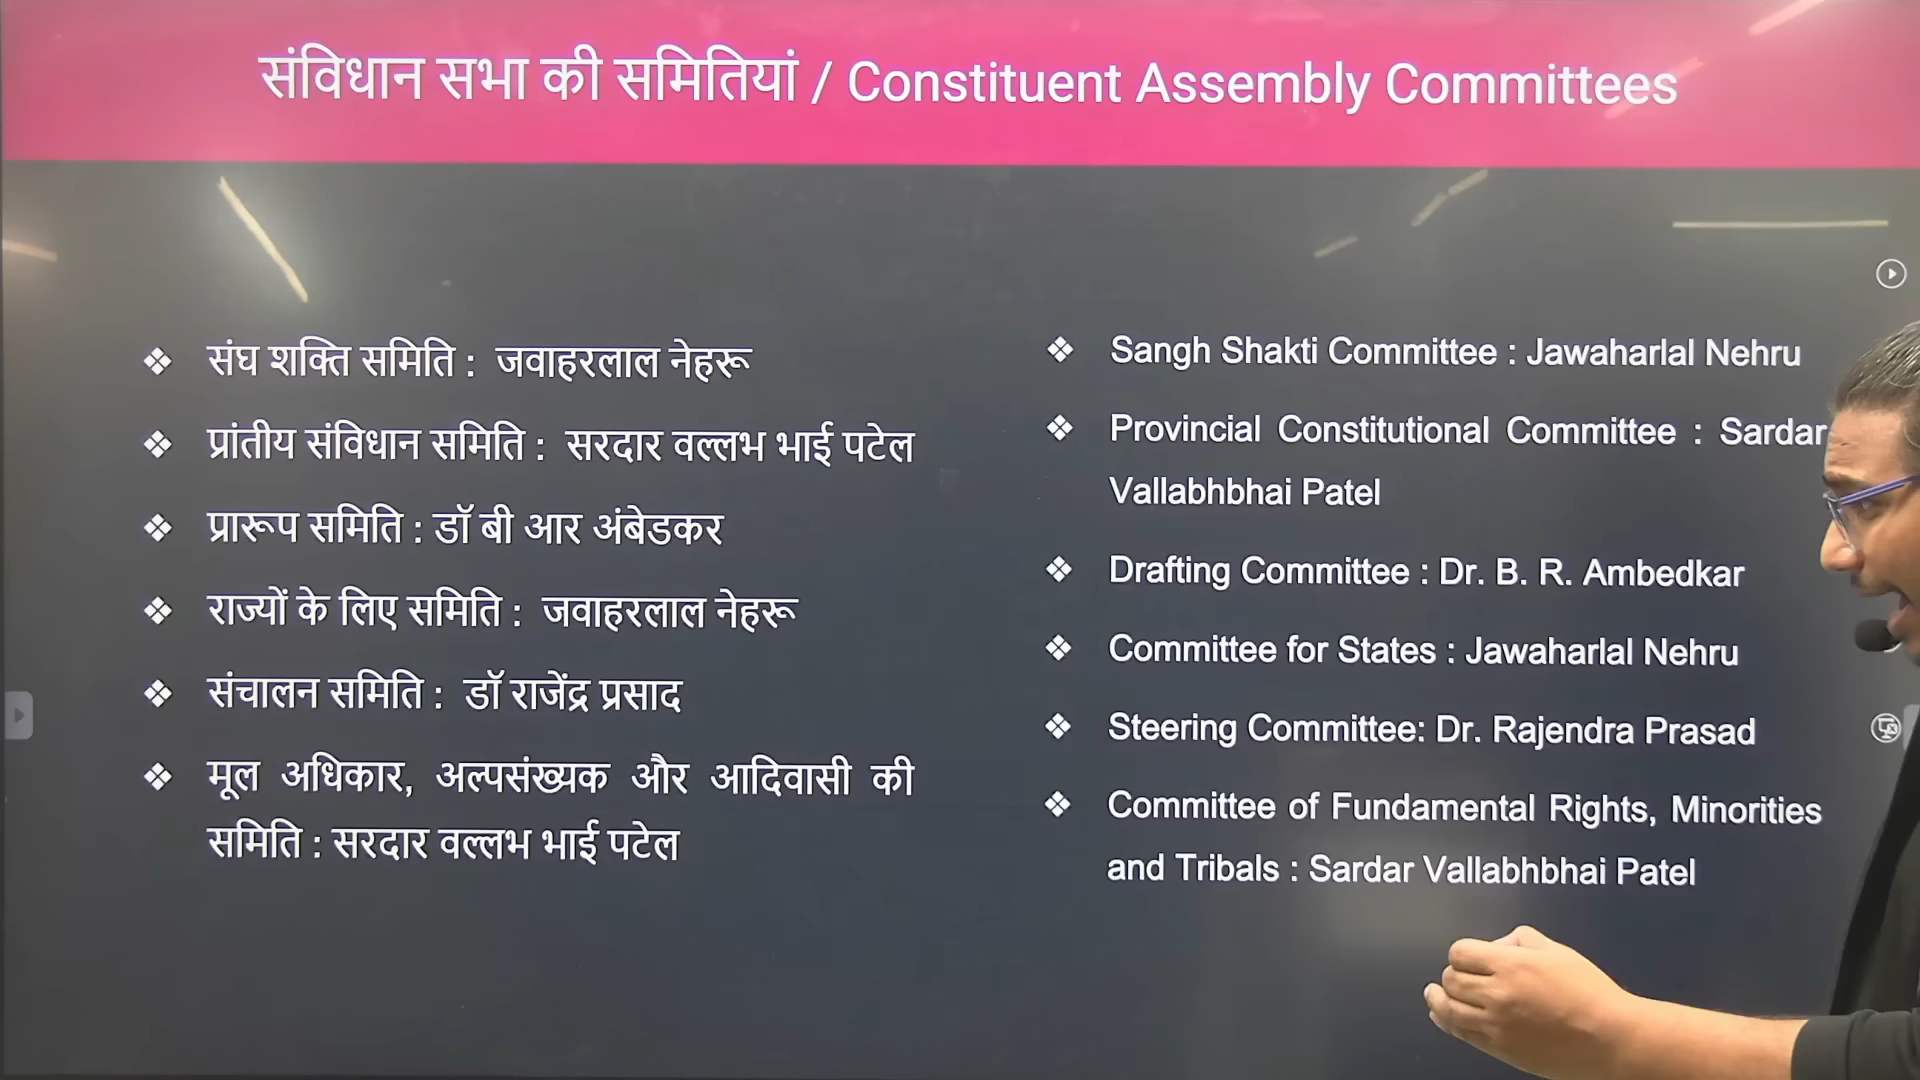 संविधान सभा की समितियां / Constituent Assembly Committees
❖ संघ शक्ति समिति : जवाहरलाल नेहरू
❖ प्रांतीय संविधान समिति : सरदार वल्लभ भाई पटेल
❖ प्रारूप समिति : डॉ बी आर अंबेडकर
❖ राज्यों के लिए समिति : जवाहरलाल नेहरू
❖ संचालन समिति : डॉ राजेंद्र प्रसाद
❖ मूल अधिकार, अल्पसंख्यक और आदिवासी की
समिति : सरदार वल्लभ भाई पटेल
❖ Sangh Shakti Committee : Jawaharlal Nehru
❖ Provincial Constitutional Committee : Sardar
Vallabhbhai Patel
❖ Drafting Committee : Dr. B. R. Ambedkar
❖ Committee for States : Jawaharlal Nehru
❖ Steering Committee: Dr. Rajendra Prasad
❖ Committee of Fundamental Rights, Minorities
and Tribals : Sardar Vallabhbhai Patel